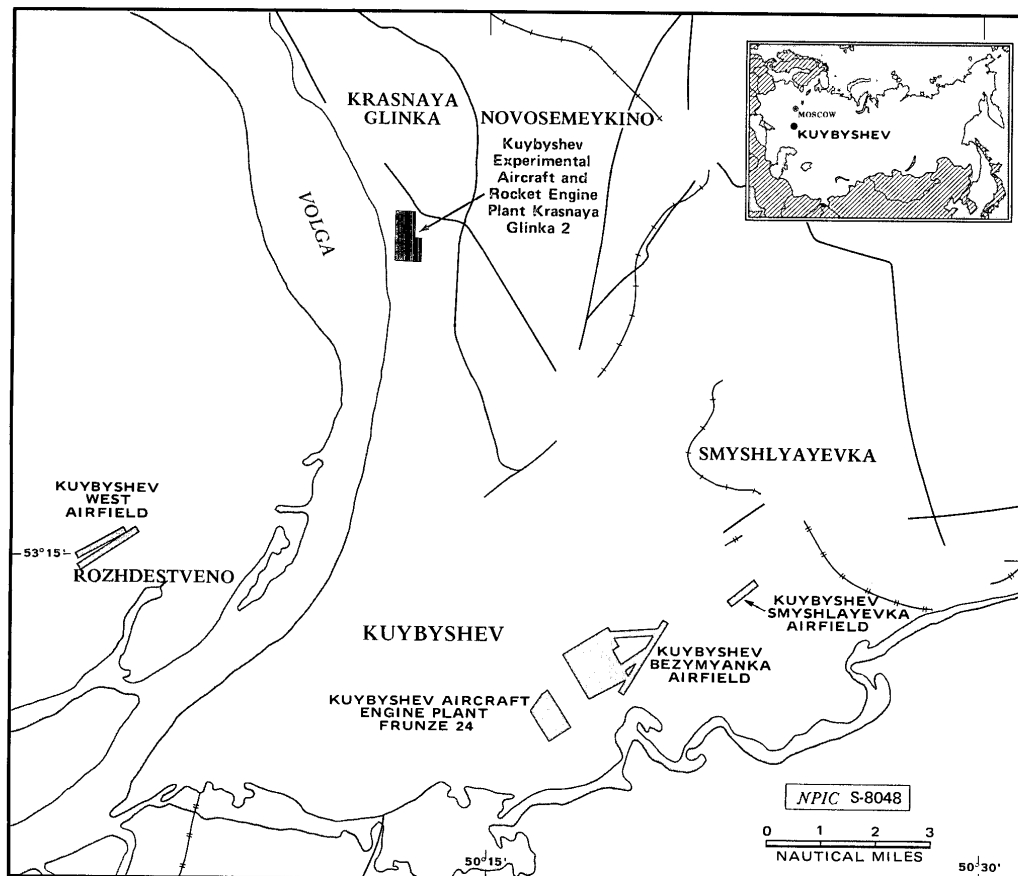 KRASNAYA
GLINKA
NOVOSEMEYKINO
Kuybyshev
Experimental
Aircraft and
Rocket Engine
Plant Krasnaya
Glinka 2
MOSCOW
KUYBYSHEV
VOLGA
SMYSHLYAYEVKA
KUYBYSHEV
WEST
AIRFIELD
53°15'
ROZHDESTVENO
KUYBYSHEV
SMYSHLAYEVKA
AIRFIELD
KUYBYSHEV
KUYBYSHEV
BEZYMYANKA
AIRFIELD
KUYBYSHEV AIRCRAFT
ENGINE PLANT
FRUNZE 24
NPIC S-8048
0 1 2 3
NAUTICAL MILES
50°15'
50°30'